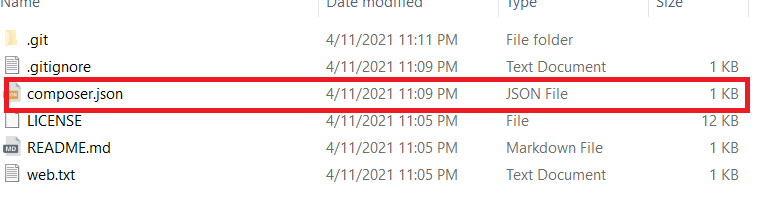 Name Date modified Type Size
.git 4/11/2021 11:11 PM File folder
.gitignore 4/11/2021 11:09 PM Text Document 1 KB
composer.json 4/11/2021 11:09 PM JSON File 1 KB
LICENSE 4/11/2021 11:05 PM File 12 KB
MD README.md 4/11/2021 11:05 PM Markdown File 1 KB
web.txt 4/11/2021 11:05 PM Text Document 1 KB